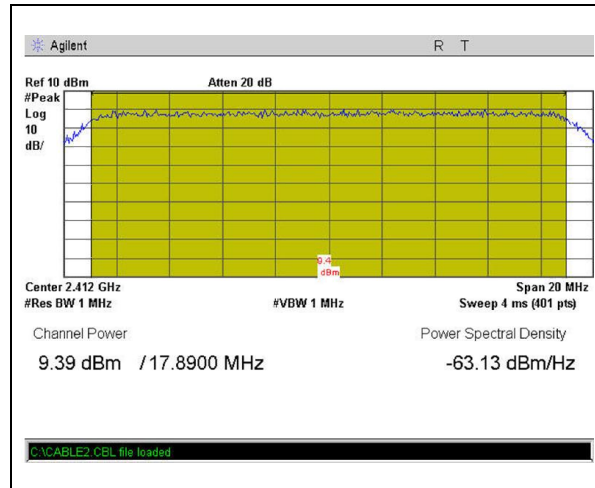 Agilent R T
Ref 10 dBm Atten 20 dB
#Peak
Log
10
dB/
9.4
dBm
Center 2.412 GHz Span 20 MHz
#Res BW 1 MHz #VBW 1 MHz Sweep 4 ms (401 pts)
Channel Power Power Spectral Density
9.39 dBm / 17.8900 MHz -63.13 dBm/Hz
C:\CABLE2.CBL file loaded